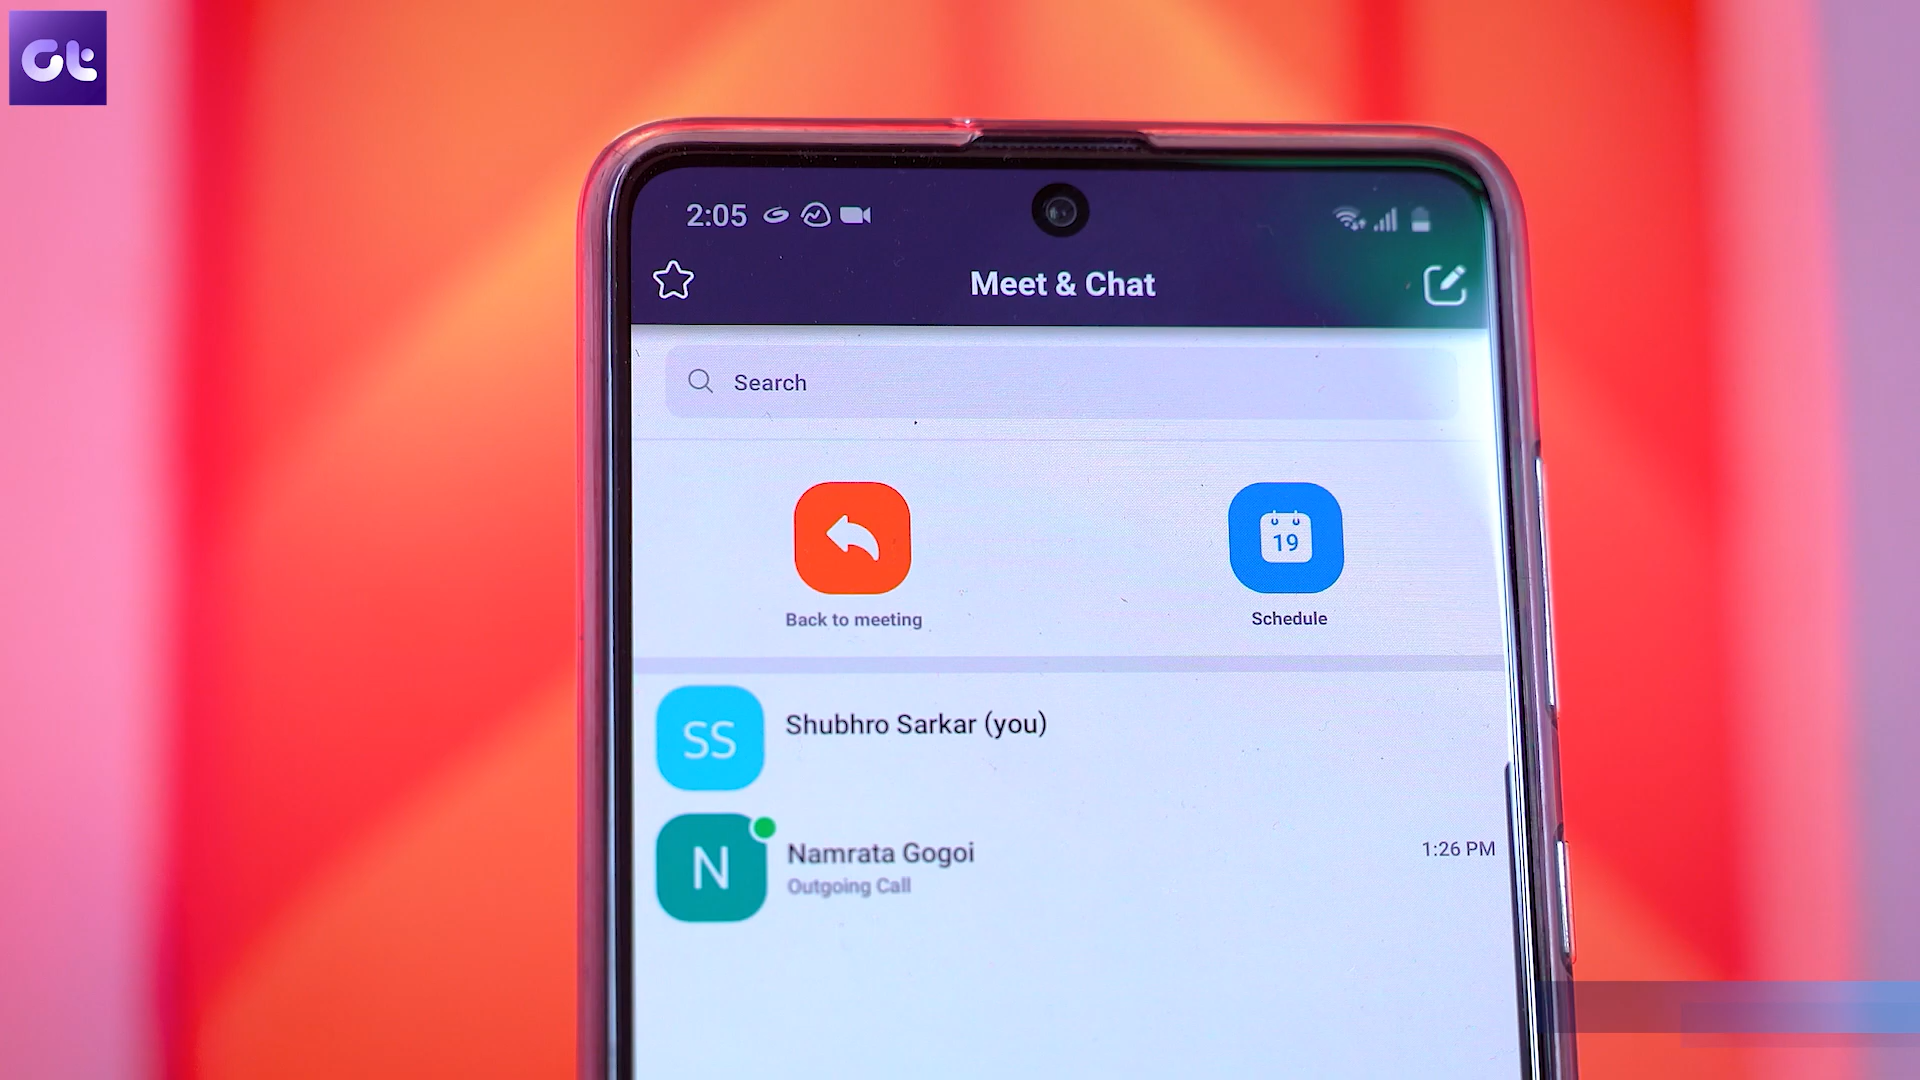 Gt
2:05
Meet & Chat
Search
19
Back to meeting
Schedule
SS
Shubhro Sarkar (you)
N
Namrata Gogoi
1:26 PM
Outgoing Call